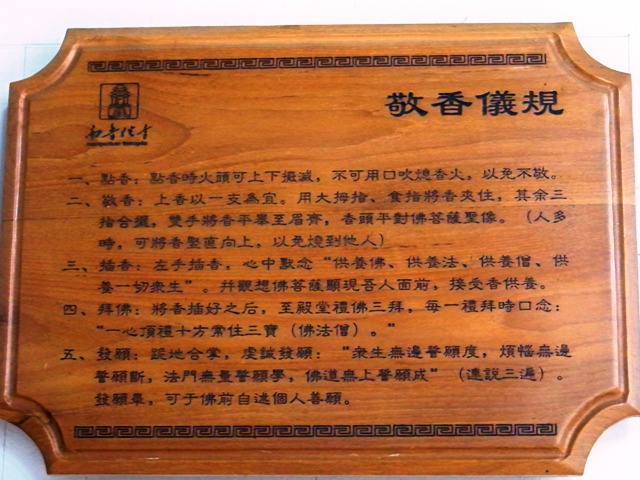 敬香儀規
南普陀寺
一、點香：點香時火頭可上下摇滅，不可用口吹熄香火，以免不敬。
二、敬香：上香以一支為宜。用大拇指、食指將香夾住，其余三
指合攏，雙手將香平舉至眉齊，香頭平對佛菩薩聖像。（人多
時，可將香竪直向上，以免燒到他人）
三、插香：左手插香，心中默念“供養佛、供養法、供養僧、供
養一切衆生”。并觀想佛菩薩顯現吾人面前，接受香供養。
四、拜佛：將香插好之后，至殿堂禮佛三拜，每一禮拜時口念：
“一心頂禮十方常住三寶（佛法僧）。”
五、發願：跪地合掌，虔誠發願：“衆生無邊誓願度，煩惱無邊
誓願斷，法門無量誓願學，佛道無上誓願成”（連説三遍）。
發願畢，可于佛前自述個人善願。